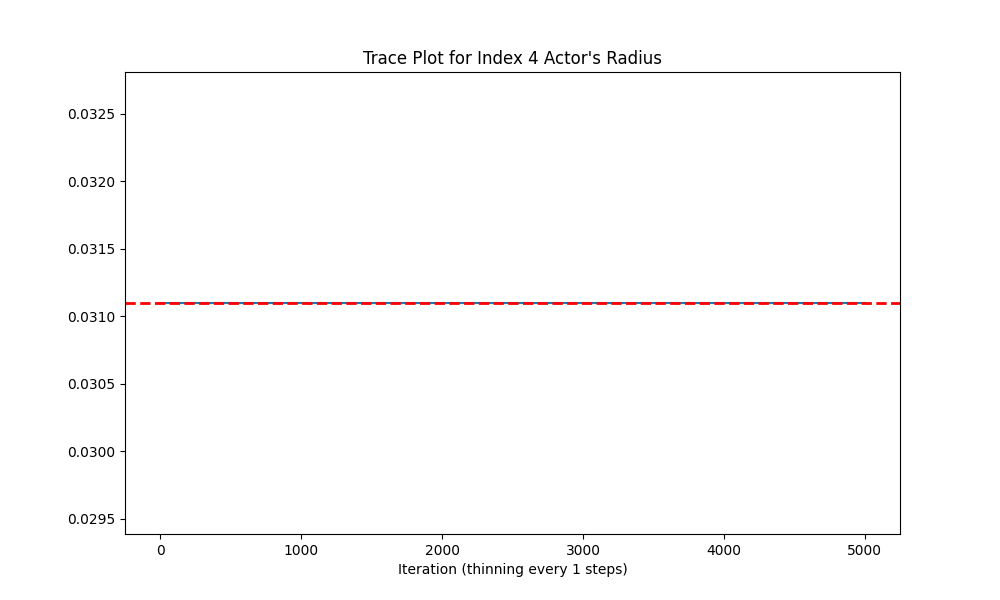 Trace Plot for Index 4 Actor's Radius
0.0325
0.0320
0.0315
0.0310
0.0305
0.0300
0.0295
0 1000 2000 3000 4000 5000
Iteration (thinning every 1 steps)